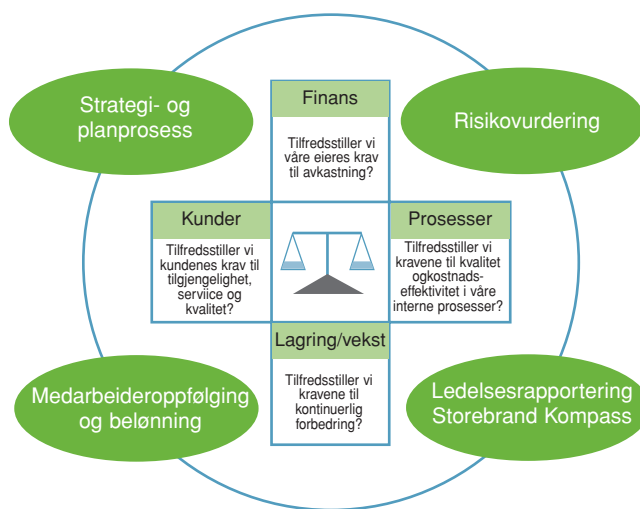 Strategi- og
planprosess
Finans
Tilfredsstiller vi
våre eieres krav
til avkastning?
Risikovurdering
Kunder
Tilfredsstiller vi
kundenes krav til
tilgjengelighet,
serviice og
kvalitet?
Prosesser
Tilfredsstiller vi
kravene til kvalitet
ogkostnads-
effektivitet i våre
interne prosesser?
Lagring/vekst
Tilfredsstiller vi
kravene til
kontinuerlig
forbedring?
Medarbeideroppfølging
og belønning
Ledelsesrapportering
Storebrand Kompass